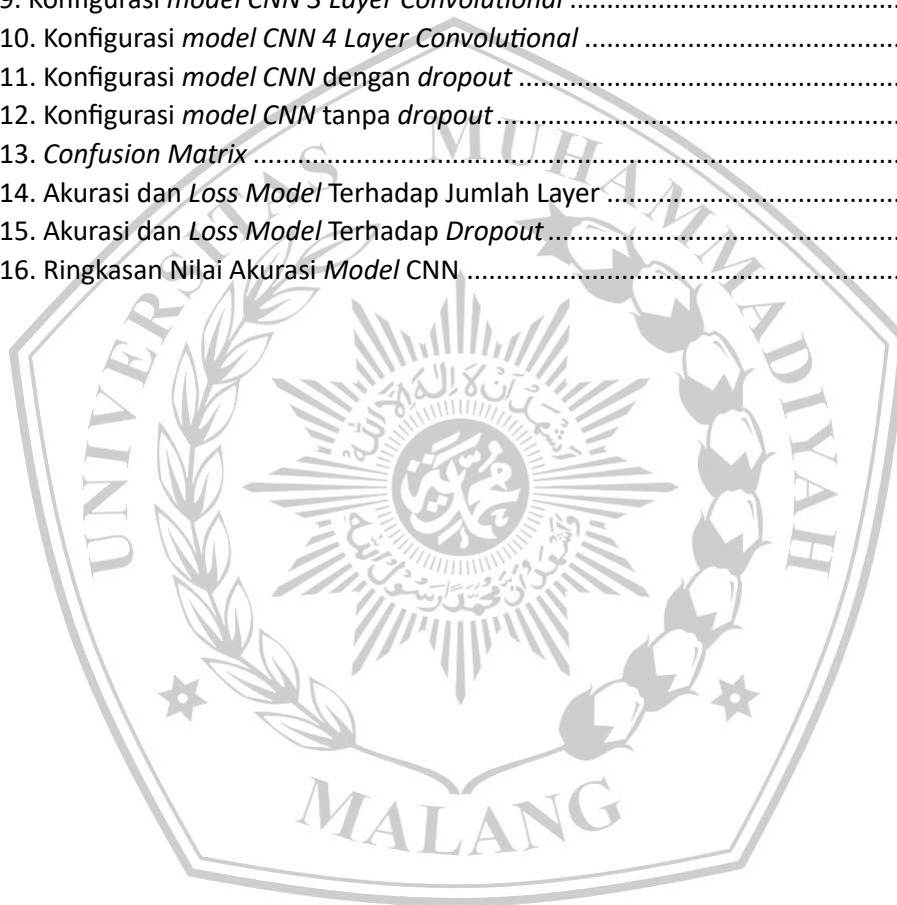 9. Konfigurasi model CNN 3 Layer Convolutional ........................................................
10. Konfigurasi model CNN 4 Layer Convolutional ......................................................
11. Konfigurasi model CNN dengan dropout ..............................................................
12. Konfigurasi model CNN tanpa dropout .................................................................
13. Confusion Matrix ....................................................................................................
14. Akurasi dan Loss Model Terhadap Jumlah Layer ...................................................
15. Akurasi dan Loss Model Terhadap Dropout ...........................................................
16. Ringkasan Nilai Akurasi Model CNN .....................................................................
UNIVERSITAS MUHAMMADIYAH
MALANG